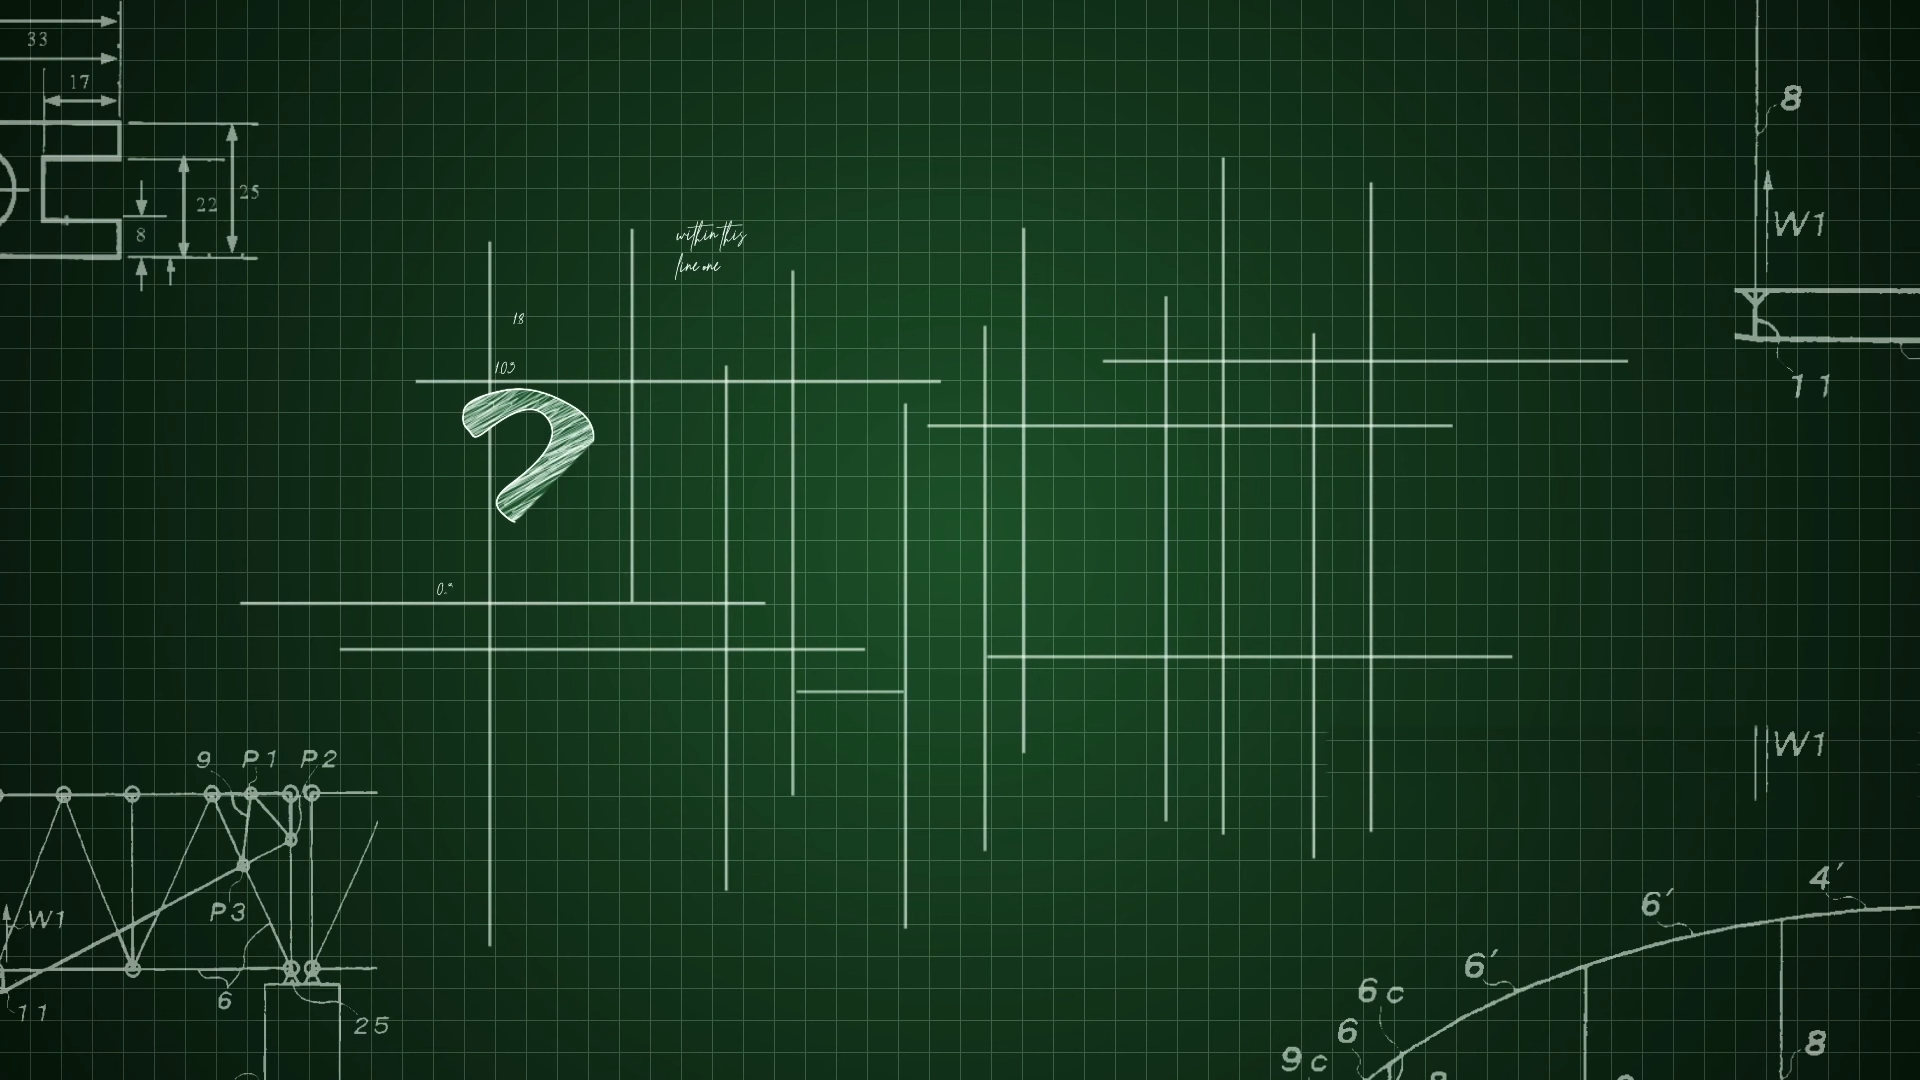 33
17
8
22
25
within this
line one
18
103
0.3
8
W1
11
W1
9 P1 P2
P3
W1
11
6
25
4′
6′
6′
6c
6
9c
8